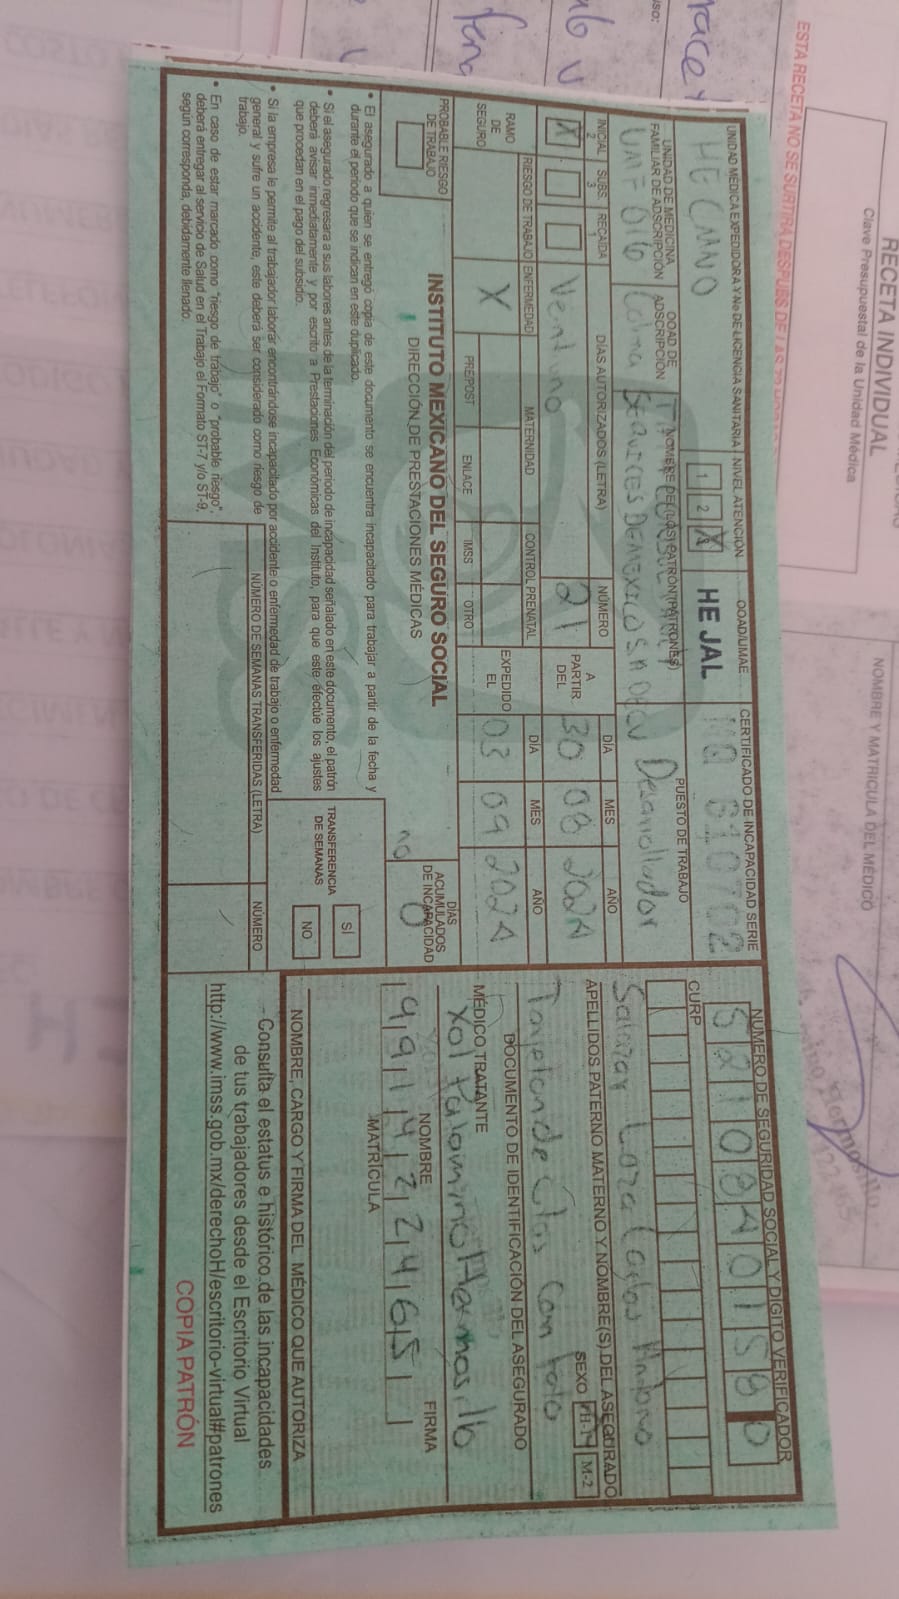 RECETA INDIVIDUAL
Clave Presupuestal de la Unidad Médica
ESTA RECETA NO SE SURTIRA DESPUÉS DE LAS 72
NOMBRE Y MATRICULA DEL MÉDICO
UNIDAD MÉDICA EXPEDIDORA Y No DE LICENCIA SANITARIA
HE CMNO
NIVEL ATENCIÓN
1 2 X
OOAD/UMAE
HE JAL
CERTIFICADO DE INCAPACIDAD SERIE
610702
UNIDAD DE MEDICINA FAMILIAR DE ADSCRIPCIÓN
UMF 016
OOAD DE ADSCRIPCIÓN
Colima
NOMBRE DEL(LOS) PATRÓN(PATRONES)
SERVICES DE MEXICO SA DE CV
PUESTO DE TRABAJO
Desarrollador
INICIAL 2
X
SUBS. 3
RECAÍDA 1
DÍAS AUTORIZADOS (LETRA)
Ventiuno
NÚMERO
21
A PARTIR DEL
DÍA MES AÑO
30 08 2024
RAMO DE SEGURO
RIESGO DE TRABAJO
ENFERMEDAD
X
MATERNIDAD
PRE/POST ENLACE
CONTROL PRENATAL
IMSS OTRO
EXPEDIDO EL
DÍA MES AÑO
03 09 2024
PROBABLE RIESGO DE TRABAJO
INSTITUTO MEXICANO DEL SEGURO SOCIAL
DIRECCIÓN DE PRESTACIONES MÉDICAS
DÍAS ACUMULADOS DE INCAPACIDAD
no 0
• El asegurado a quien se entregó copia de este documento se encuentra incapacitado para trabajar a partir de la fecha y
durante el periodo que se indican en este duplicado.
• Si el asegurado regresara a sus labores antes de la terminación del periodo de incapacidad señalado en este documento, el patrón
deberá avisar inmediatamente y por escrito a Prestaciones Económicas del Instituto, para que este efectúe los ajustes
que procedan en el pago del subsidio.
• Si la empresa le permite al trabajador laborar encontrándose incapacitado por accidente o enfermedad de trabajo o enfermedad
general y sufre un accidente, este deberá ser considerado como riesgo de
trabajo.
• En caso de estar marcado como "riesgo de trabajo" o "probable riesgo",
deberá entregar al servicio de Salud en el Trabajo el Formato ST-7 y/o ST-9,
según corresponda, debidamente llenado.
IMSS
TRANSFERENCIA DE SEMANAS
SÍ
NO
NÚMERO DE SEMANAS TRANSFERIDAS (LETRA)
NÚMERO
NÚMERO DE SEGURIDAD SOCIAL Y DÍGITO VERIFICADOR
5 2 1 0 8 4 0 1 5 8 0
CURP
Salazar Loza Carlos Antonio
APELLIDOS PATERNO MATERNO Y NOMBRE(S) DEL ASEGURADO
SEXO H-1 M-2
DOCUMENTO DE IDENTIFICACIÓN DEL ASEGURADO
MÉDICO TRATANTE
Xol Palomino Hermosillo
NOMBRE FIRMA
9 9 1 4 2 2 4 6 5
MATRÍCULA
NOMBRE, CARGO Y FIRMA DEL MÉDICO QUE AUTORIZA
Consulta el estatus e histórico de las incapacidades
de tus trabajadores desde el Escritorio Virtual
http://www.imss.gob.mx/derechoH/escritorio-virtual#patrones
COPIA PATRÓN